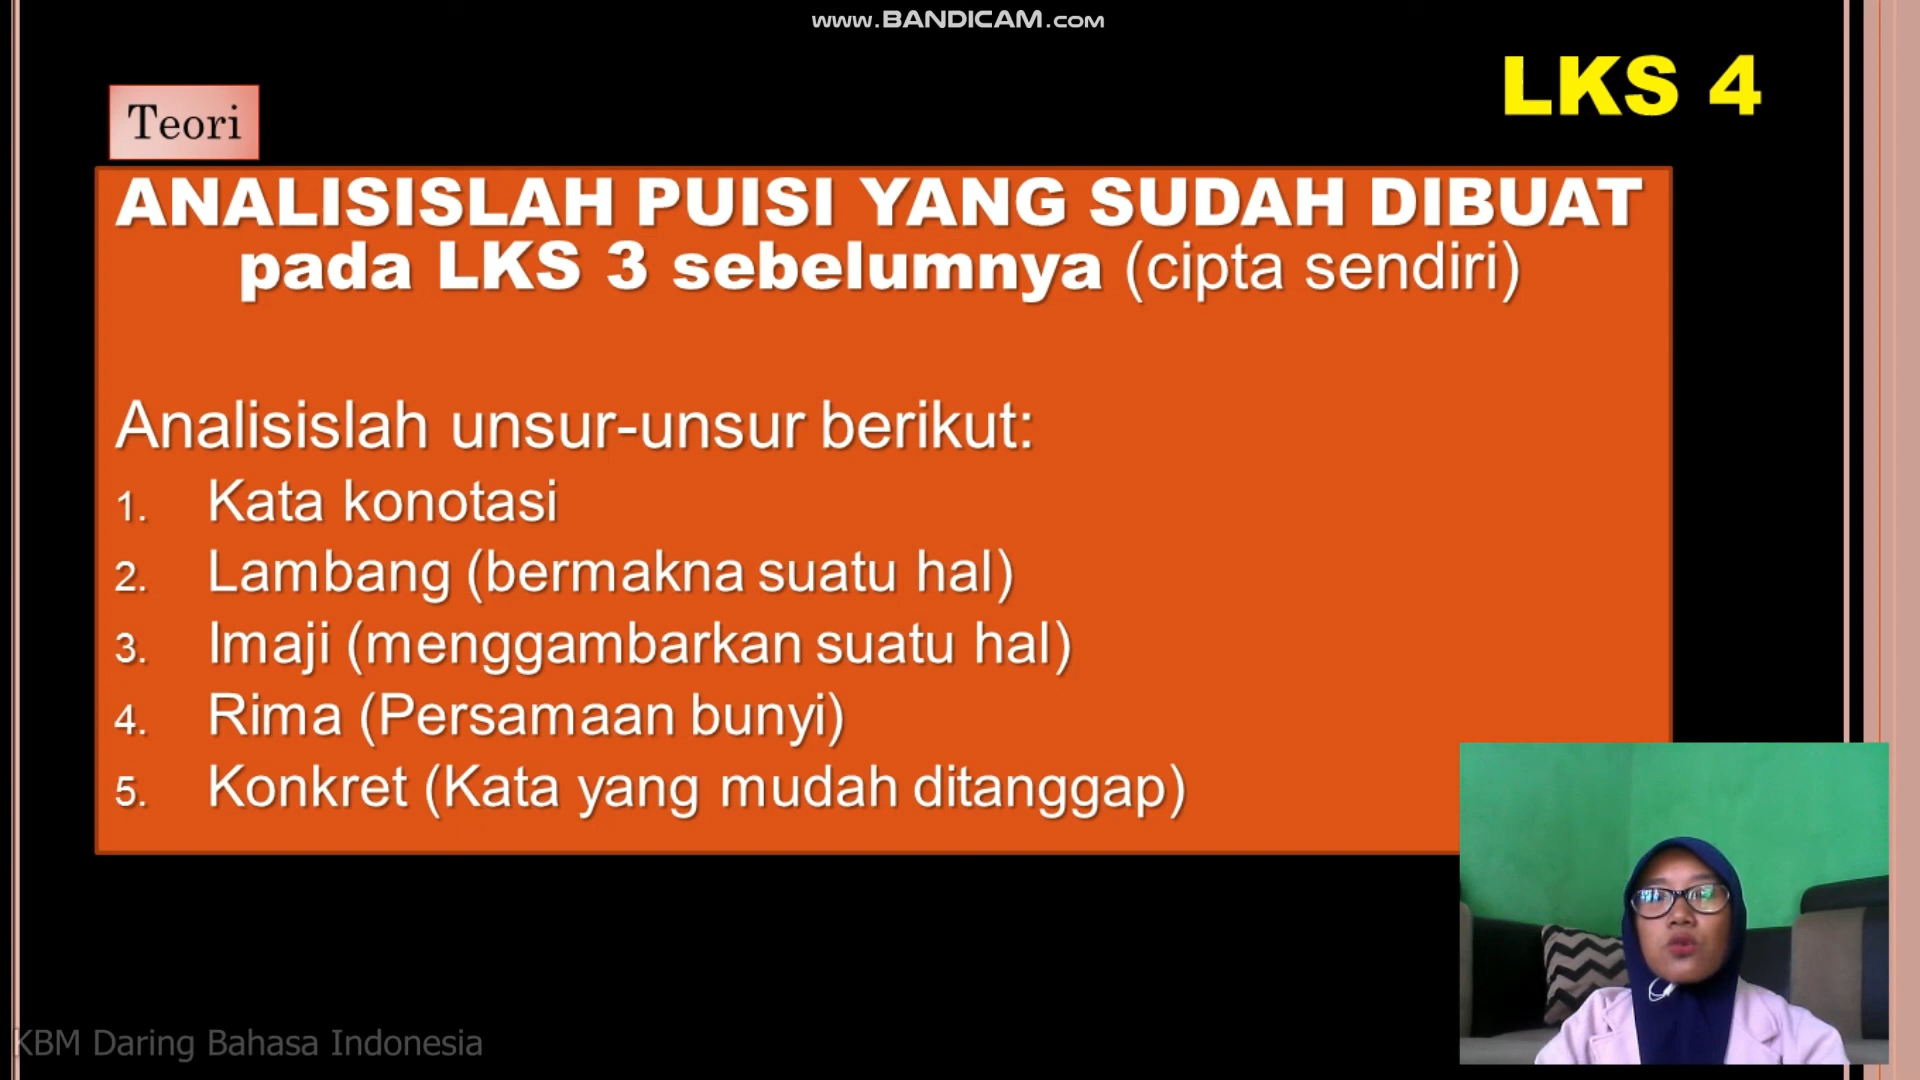 www.BANDICAM.com
LKS 4
Teori
ANALISISLAH PUISI YANG SUDAH DIBUAT
pada LKS 3 sebelumnya (cipta sendiri)
Analisislah unsur-unsur berikut:
1. Kata konotasi
2. Lambang (bermakna suatu hal)
3. Imaji (menggambarkan suatu hal)
4. Rima (Persamaan bunyi)
5. Konkret (Kata yang mudah ditanggap)
KBM Daring Bahasa Indonesia